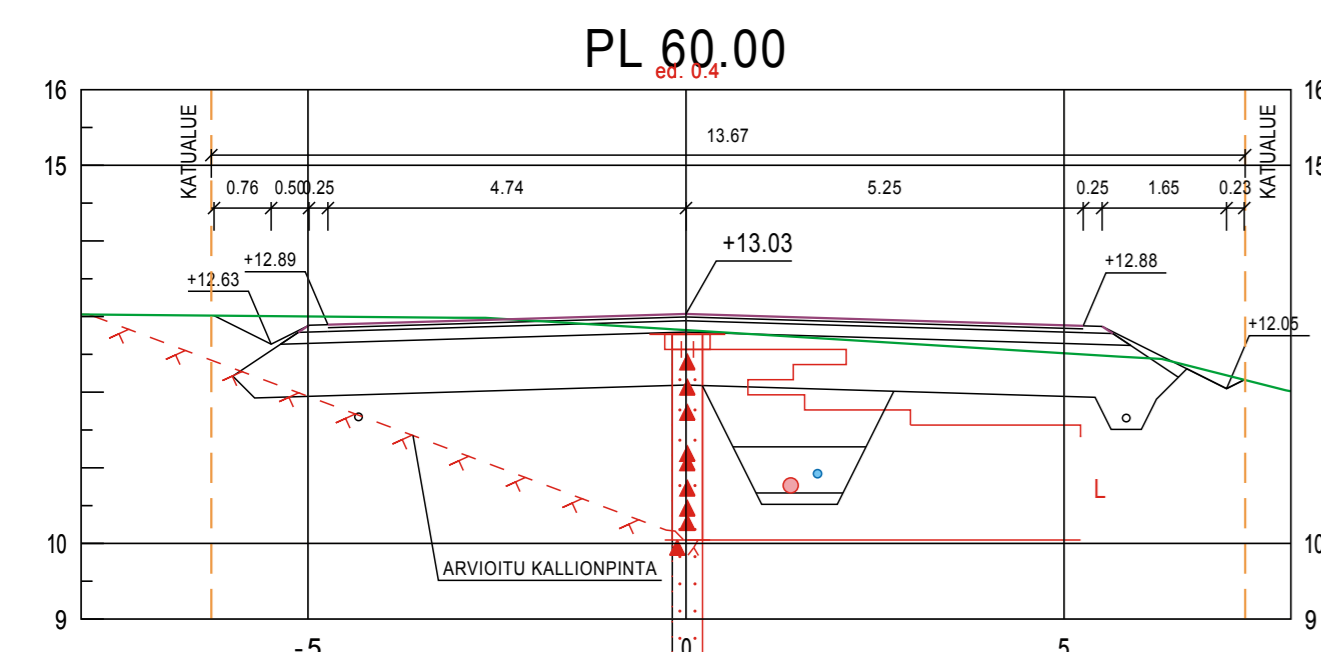 PL 60.00
ed. 0.4
16 16
KATUALUE 13.67 KATUALUE
15 15
0.76 0.50 0.25 4.74 5.25 0.25 1.65 0.23
+13.03
+12.89 +12.88
+12.63
+12.05
L
10 10
ARVIOITU KALLIONPINTA
9 9
-5 0 5